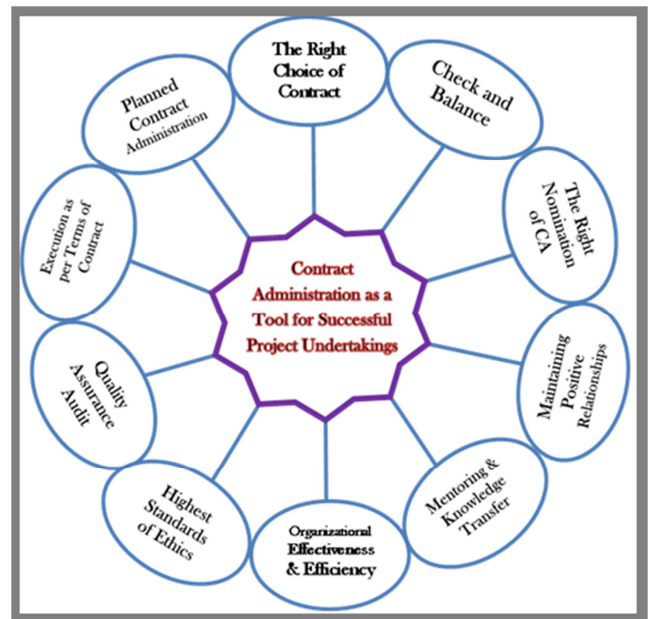 The Right
Choice of
Contract
Check and
Balance
The Right
Nomination
of CA
Maintaining
Positive
Relationships
Mentoring &
Knowledge
Transfer
Organizational
Effectiveness
& Efficiency
Highest
Standards
of Ethics
Quality
Assurance
Audit
Execution as
per Terms of
Contract
Planned
Contract
Administration
Contract
Administration as a
Tool for Successful
Project Undertakings